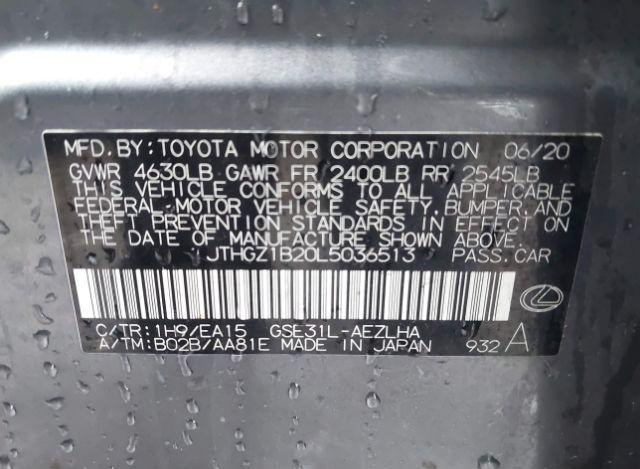 MFD. BY: TOYOTA MOTOR CORPORATION 06/20
GVWR 4630LB GAWR FR 2400LB RR 2545LB
THIS VEHICLE CONFORMS TO ALL APPLICABLE
FEDERAL MOTOR VEHICLE SAFETY, BUMPER, AND
THEFT PREVENTION STANDARDS IN EFFECT ON
THE DATE OF MANUFACTURE SHOWN ABOVE.
JTHGZ1B20L5036513 PASS. CAR
C/TR: 1H9/EA15 GSE31L-AEZLHA
A/TM: B02B/AA81E MADE IN JAPAN 932 A